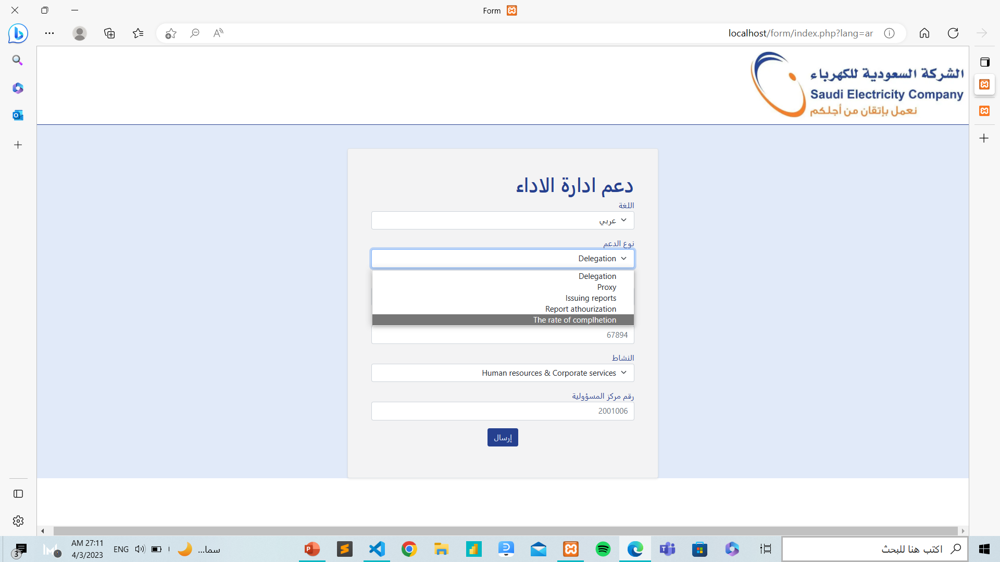 Form
localhost/form/index.php?lang=ar
الشركة السعودية للكهرباء
Saudi Electricity Company
نعمل بإتقان من أجلكم
دعم ادارة الاداء
اللغة
عربي
نوع الدعم
Delegation
Delegation
Proxy
Issuing reports
Report athourization
The rate of complhetion
67894
النشاط
Human resources & Corporate services
رقم مركز المسؤولية
2001006
إرسال
اكتب هنا للبحث
سما...
ENG
AM 27:11
4/3/2023
1
3